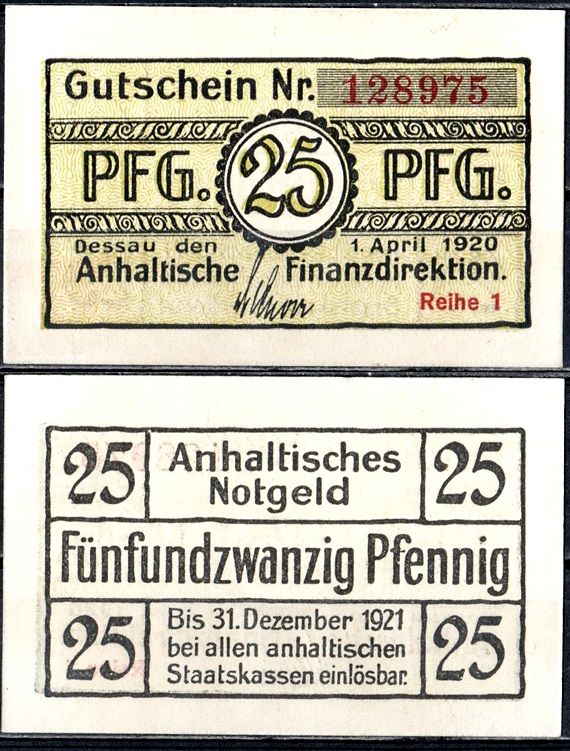 Gutschein Nr. 128975
PFG. 25 PFG.
Dessau den 1. April 1920
Anhaltische Finanzdirektion.
Reihe 1
25 Anhaltisches 25
Notgeld
Fünfundzwanzig Pfennig
25 Bis 31. Dezember 1921 25
bei allen anhaltischen
Staatskassen einlösbar.